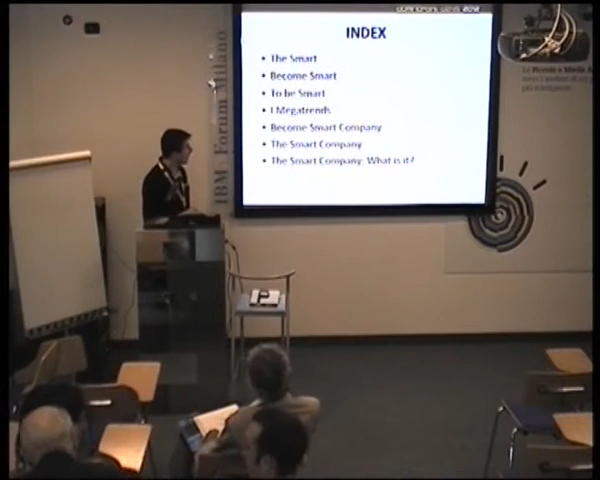 INDEX
• The Smart
• Become Smart
• To be Smart
• I Megatrends
• Become Smart Company
• The Smart Company
• The Smart Company: What is it?
IBM Forum Milano
P